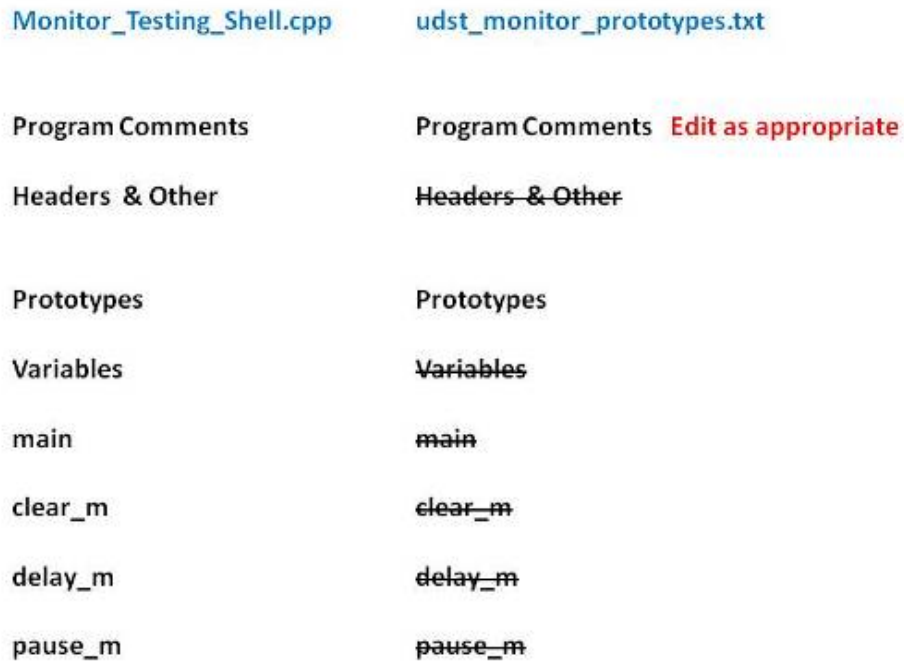 Monitor_Testing_Shell.cpp udst_monitor_prototypes.txt
Program Comments Program Comments Edit as appropriate
Headers & Other Headers & Other
Prototypes Prototypes
Variables Variables
main main
clear_m clear_m
delay_m delay_m
pause_m pause_m